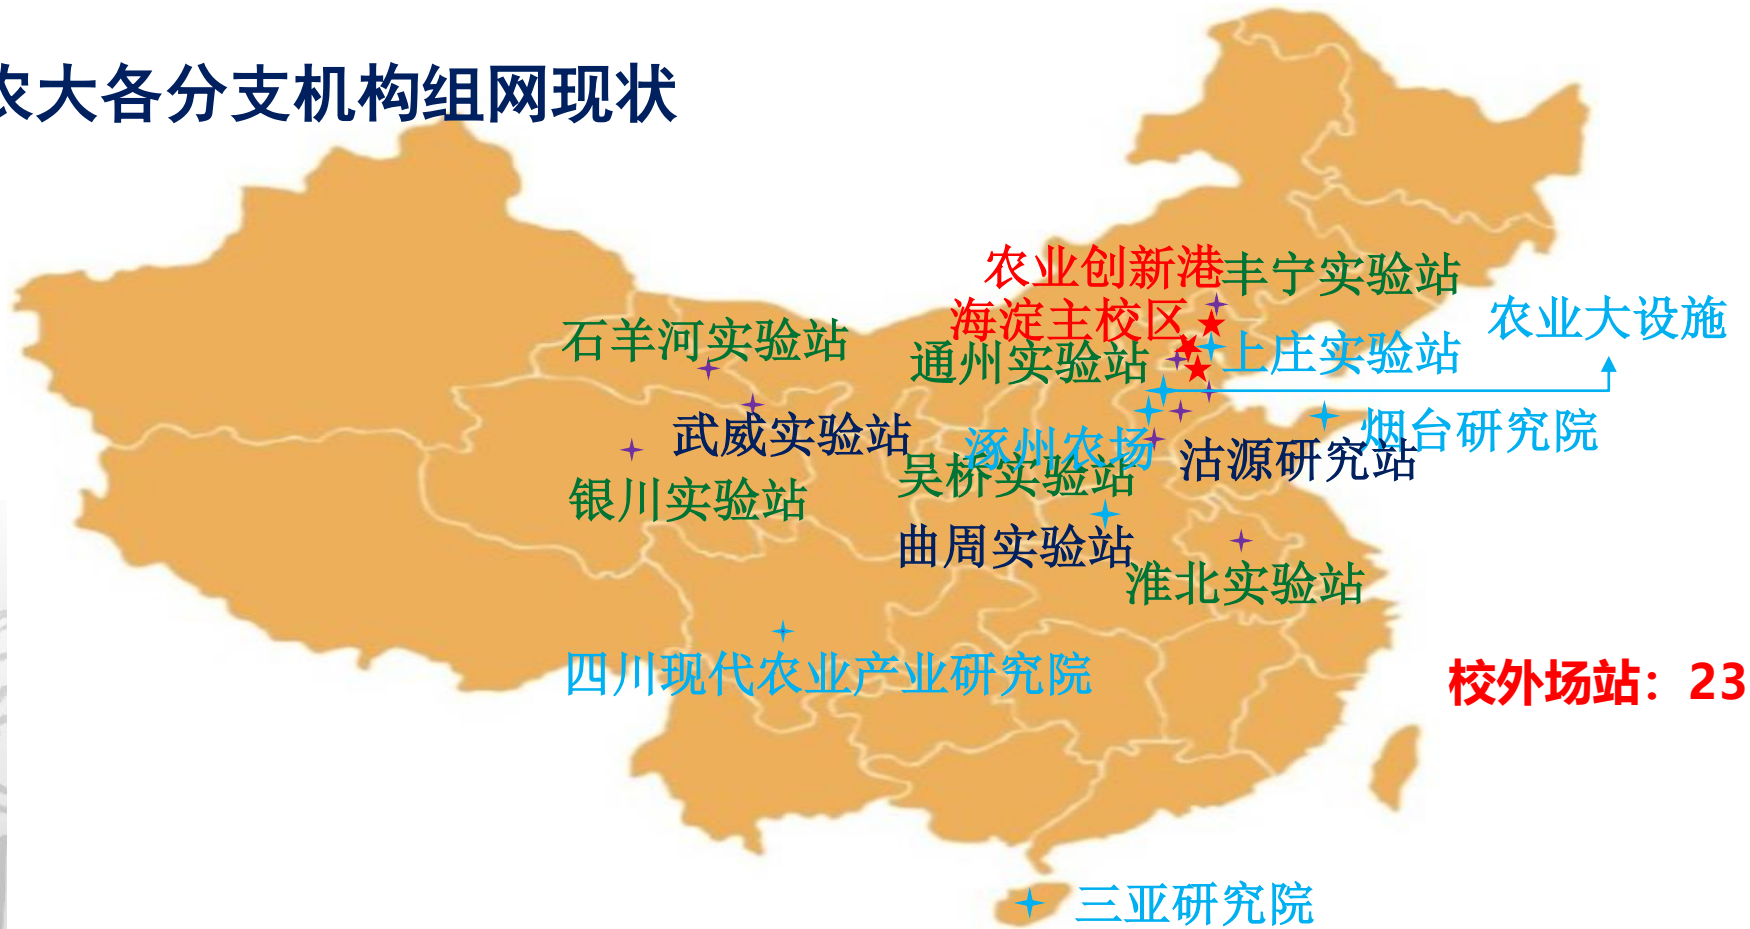 农大各分支机构组网现状
农业创新港
丰宁实验站
海淀主校区
农业大设施
石羊河实验站
通州实验站
上庄实验站
武威实验站
涿州农场
沽源研究站
烟台研究院
吴桥实验站
银川实验站
曲周实验站
淮北实验站
四川现代农业产业研究院
校外场站：23
三亚研究院